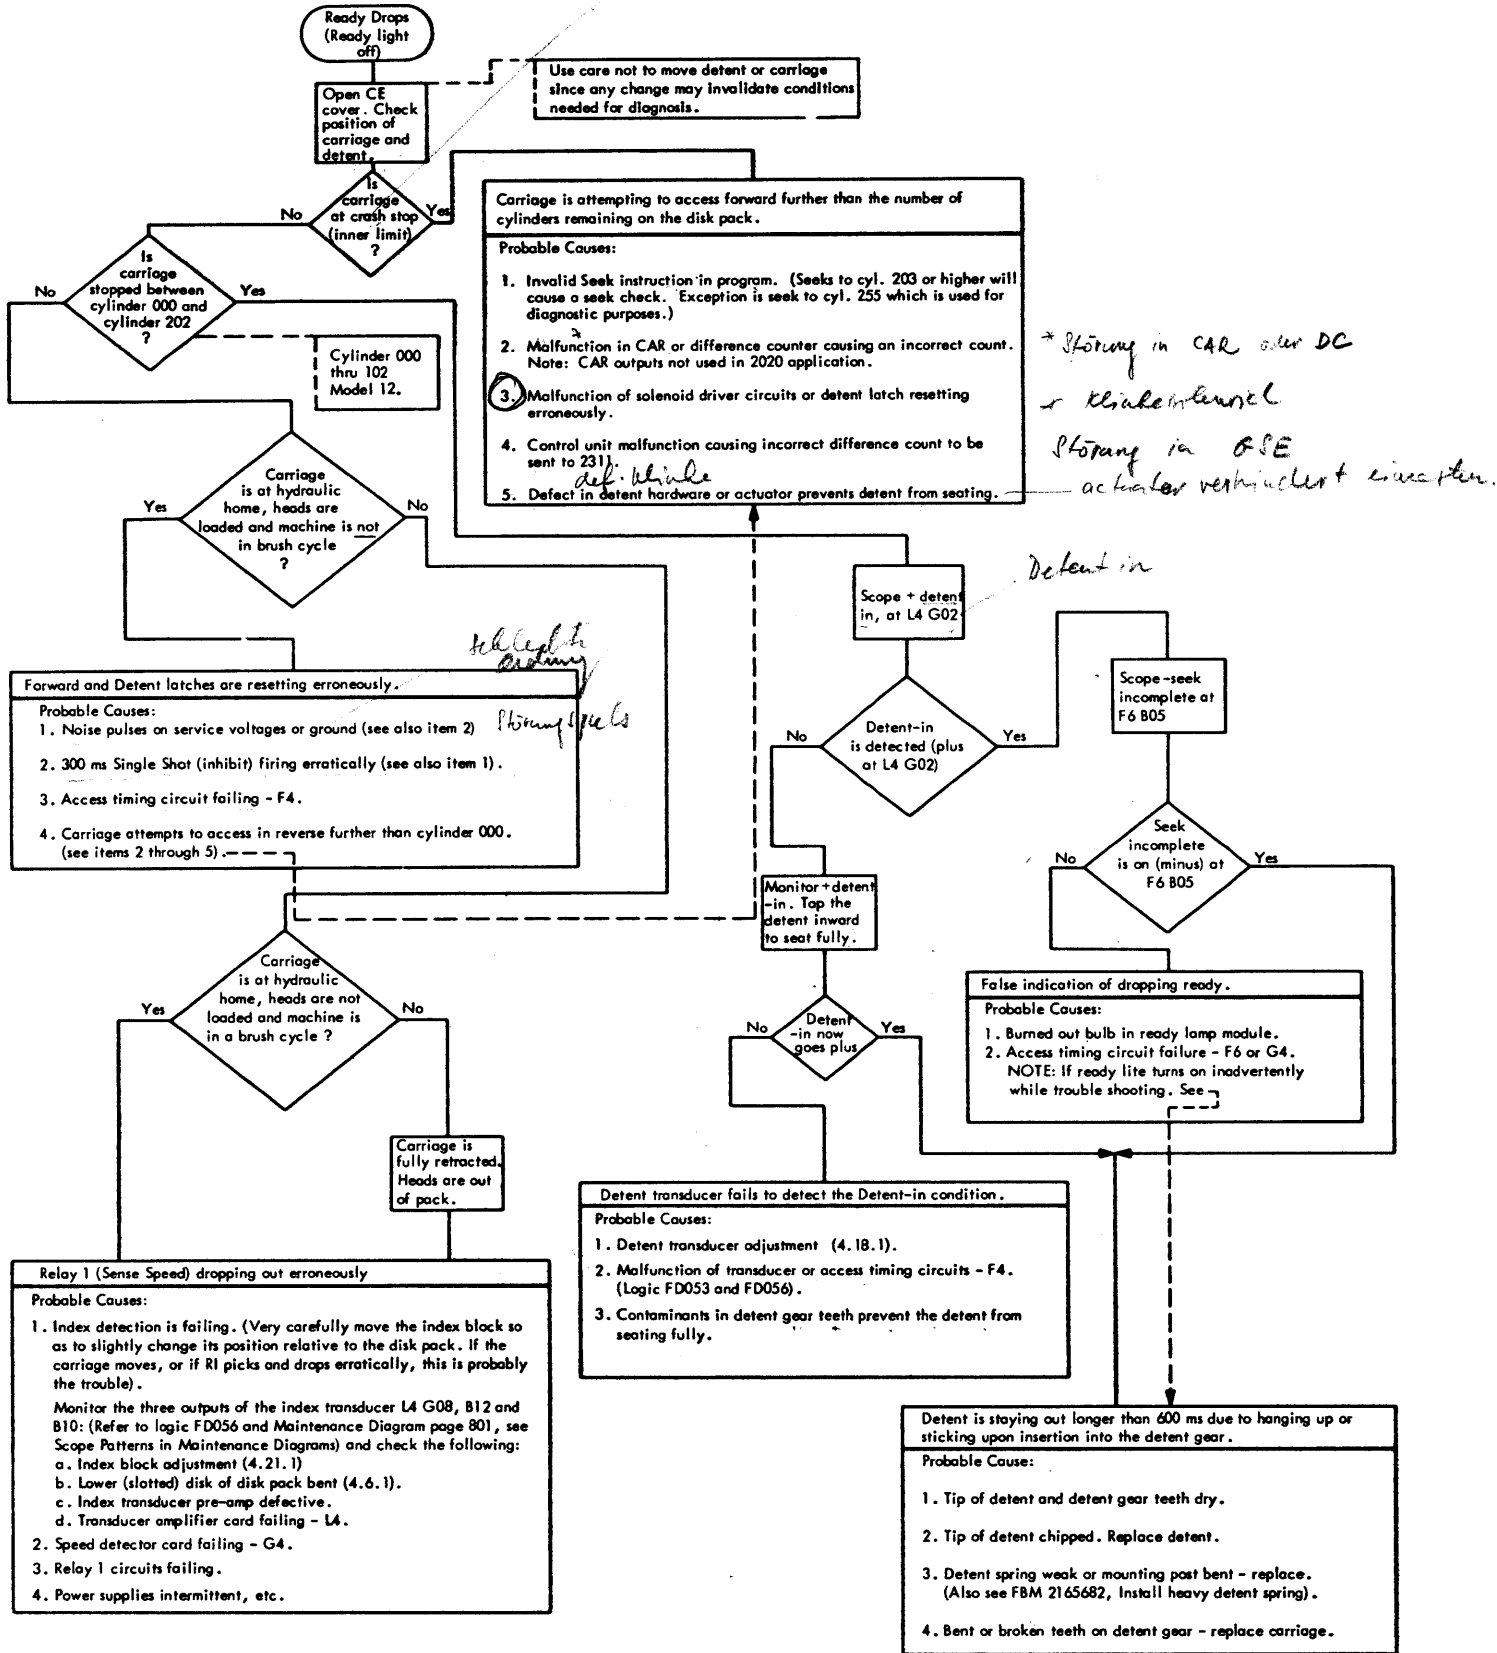 Ready Drops
(Ready light
off)
Use care not to move detent or carriage
since any change may invalidate conditions
needed for diagnosis.
Open CE
cover. Check
position of
carriage and
detent.
Is
carriage
at crash stop
(inner limit)
?
No
Yes
Carriage is attempting to access forward further than the number of
cylinders remaining on the disk pack.
Probable Causes:
1. Invalid Seek instruction in program. (Seeks to cyl. 203 or higher will
cause a seek check. Exception is seek to cyl. 255 which is used for
diagnostic purposes.)
*
2. Malfunction in CAR or difference counter causing an incorrect count.
Note: CAR outputs not used in 2020 application.
3. Malfunction of solenoid driver circuits or detent latch resetting
erroneously.
4. Control unit malfunction causing incorrect difference count to be
sent to 2311.
def. Klinke
5. Defect in detent hardware or actuator prevents detent from seating.
* Störung in CAR oder DC
Störung in
actuator verhindert
Is
carriage
stopped between
cylinder 000 and
cylinder 202
?
No
Yes
Cylinder 000
thru 102
Model 12.
Carriage
is at hydraulic
home, heads are
loaded and machine is not
in brush cycle
?
Yes
No
Scope + detent
in, at L4 G02
Detent in
Scope -seek
incomplete at
F6 B05
Forward and Detent latches are resetting erroneously.
Probable Causes:
1. Noise pulses on service voltages or ground (see also item 2)
2. 300 ms Single Shot (inhibit) firing erratically (see also item 1).
3. Access timing circuit failing - F4.
4. Carriage attempts to access in reverse further than cylinder 000.
(see items 2 through 5).
Detent-in
is detected (plus
at L4 G02)
No
Yes
Seek
incomplete
is on (minus) at
F6 B05
No
Yes
Monitor + detent
-in. Tap the
detent inward
to seat fully.
Carriage
is at hydraulic
home, heads are not
loaded and machine is
in a brush cycle ?
Yes
No
Detent
-in now
goes plus
No
Yes
False indication of dropping ready.
Probable Causes:
1. Burned out bulb in ready lamp module.
2. Access timing circuit failure - F6 or G4.
NOTE: If ready lite turns on inadvertently
while trouble shooting. See
Carriage is
fully retracted.
Heads are out
of pack.
Detent transducer fails to detect the Detent-in condition.
Probable Causes:
1. Detent transducer adjustment (4.18.1).
2. Malfunction of transducer or access timing circuits - F4.
(Logic FD053 and FD056).
3. Contaminants in detent gear teeth prevent the detent from
seating fully.
Relay 1 (Sense Speed) dropping out erroneously
Probable Causes:
1. Index detection is failing. (Very carefully move the index block so
as to slightly change its position relative to the disk pack. If the
carriage moves, or if RI picks and drops erratically, this is probably
the trouble).
Monitor the three outputs of the index transducer L4 G08, B12 and
B10: (Refer to logic FD056 and Maintenance Diagram page 801, see
Scope Patterns in Maintenance Diagrams) and check the following:
a. Index block adjustment (4.21.1)
b. Lower (slotted) disk of disk pack bent (4.6.1).
c. Index transducer pre-amp defective.
d. Transducer amplifier card failing - L4.
2. Speed detector card failing - G4.
3. Relay 1 circuits failing.
4. Power supplies intermittent, etc.
Detent is staying out longer than 600 ms due to hanging up or
sticking upon insertion into the detent gear.
Probable Cause:
1. Tip of detent and detent gear teeth dry.
2. Tip of detent chipped. Replace detent.
3. Detent spring weak or mounting post bent - replace.
(Also see FBM 2165682, Install heavy detent spring).
4. Bent or broken teeth on detent gear - replace carriage.